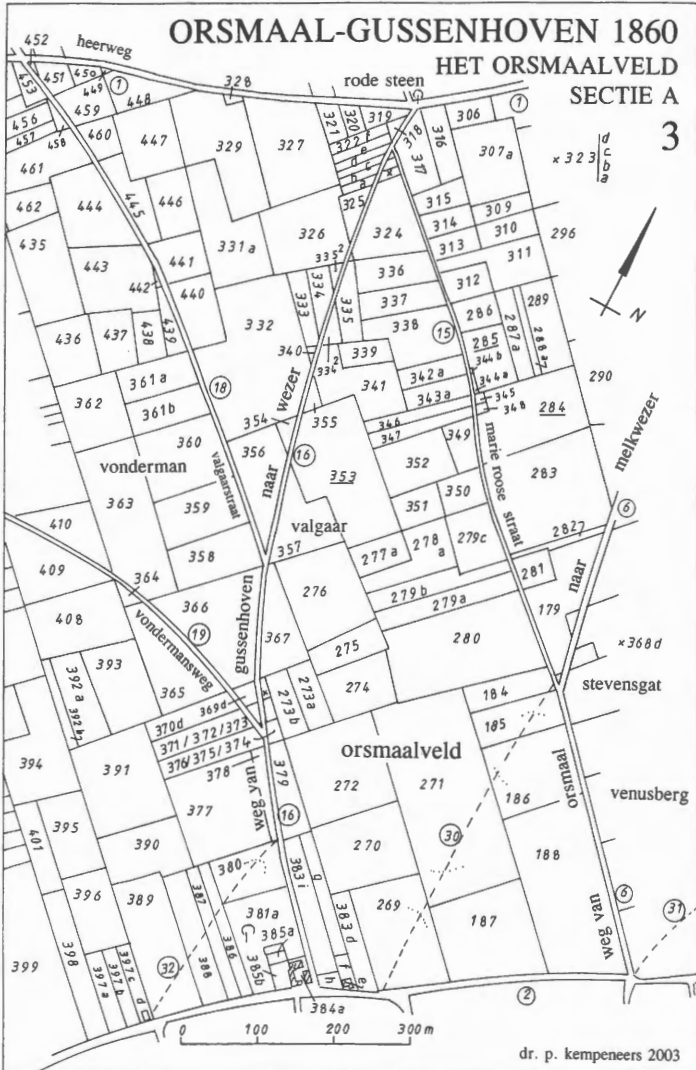 ORSMAAL-GUSSENHOVEN 1860
HET ORSMAALVELD
SECTIE A
3
heerweg
rode steen
452
453
451
450
449
1
448
328
456
457
458
459
460
447
329
327
321
320
319
322 f
e
d
c
b
a
x
318
317
316
306
1
307a
x 323 d
c
b
a
461
462
444
445
446
435
331a
326
325
324
315
314
313
309
310
311
296
443
442
441
440
335²
333
334
335
336
337
338
312
286
287a
289
288a
N
436
437
438
439
332
340
334²
339
341
15
285
344b
344a
345
348
290
362
361a
361b
18
342a
343a
346
347
284
354
355
wezer
naar
16
vonderman
360
valgaarstraat
356
353
352
349
marie roose straat
283
melkwezer
6
363
359
358
valgaar
357
351
350
410
409
364
366
19
vondermansweg
gussenhoven
276
277a
278a
279c
282
281
279b
279a
naar
179
408
392a
392b
393
365
367
275
280
x368d
369d
x
273b
273a
274
370d
371/372/373
376/375/374
184
185
stevensgat
394
391
378
377
379
orsmaalveld
272
271
186
orsmaal
venusberg
weg van
16
395
401
390
270
30
188
380
383i
g
396
389
387
386
388
381a
385a
385b
383d
269
187
weg van
6
31
399
398
397a
397b
397c
d
32
f
e
h
384a
2
0 100 200 300 m
dr. p. kempeneers 2003